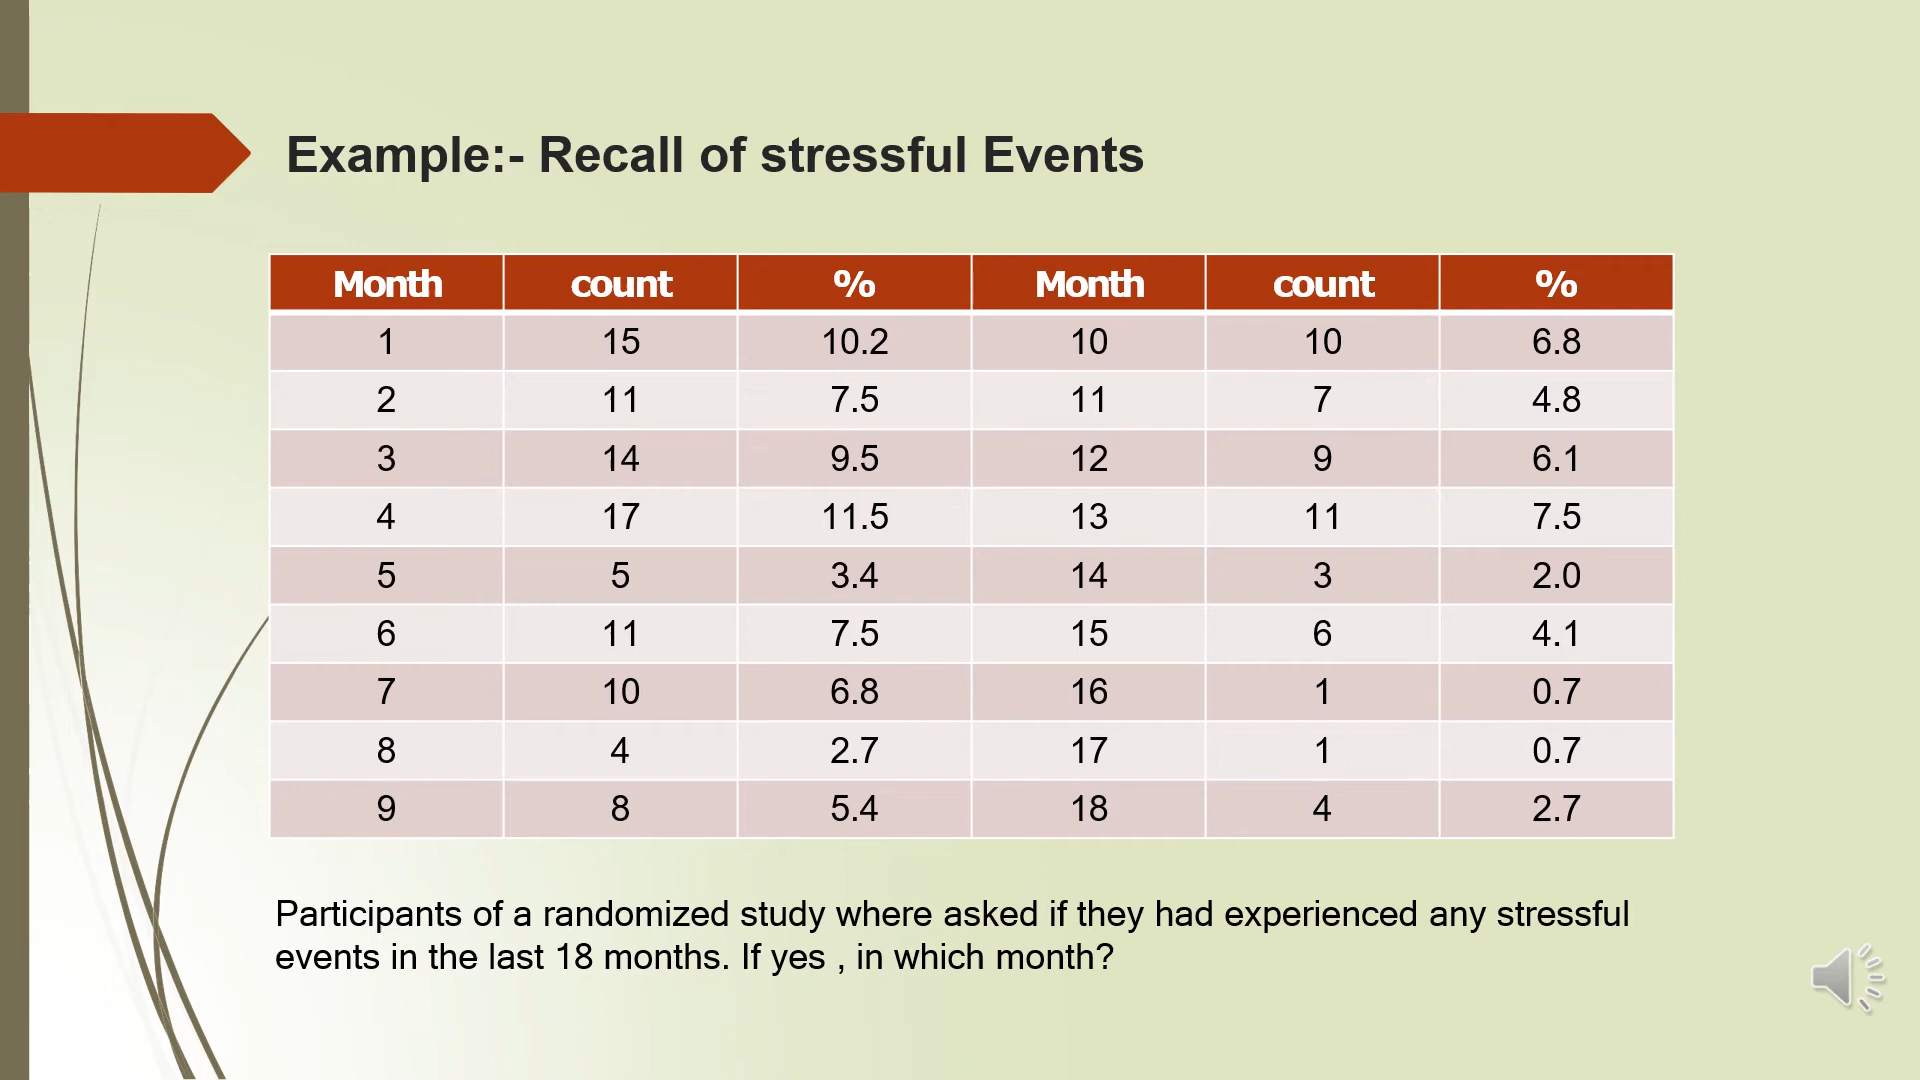 Example:- Recall of stressful Events
Month count % Month count %
1 15 10.2 10 10 6.8
2 11 7.5 11 7 4.8
3 14 9.5 12 9 6.1
4 17 11.5 13 11 7.5
5 5 3.4 14 3 2.0
6 11 7.5 15 6 4.1
7 10 6.8 16 1 0.7
8 4 2.7 17 1 0.7
9 8 5.4 18 4 2.7
Participants of a randomized study where asked if they had experienced any stressful
events in the last 18 months. If yes , in which month?